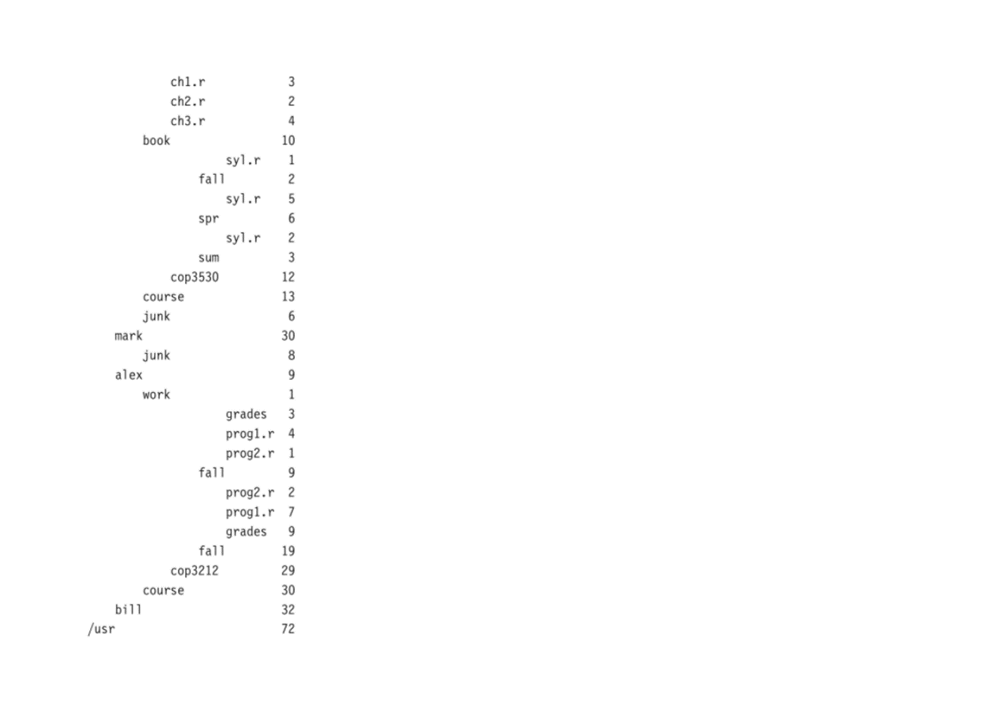 ch1.r 3
ch2.r 2
ch3.r 4
book 10
syl.r 1
fall 2
syl.r 5
spr 6
syl.r 2
sum 3
cop3530 12
course 13
junk 6
mark 30
junk 8
alex 9
work 1
grades 3
prog1.r 4
prog2.r 1
fall 9
prog2.r 2
prog1.r 7
grades 9
fall 19
cop3212 29
course 30
bill 32
/usr 72